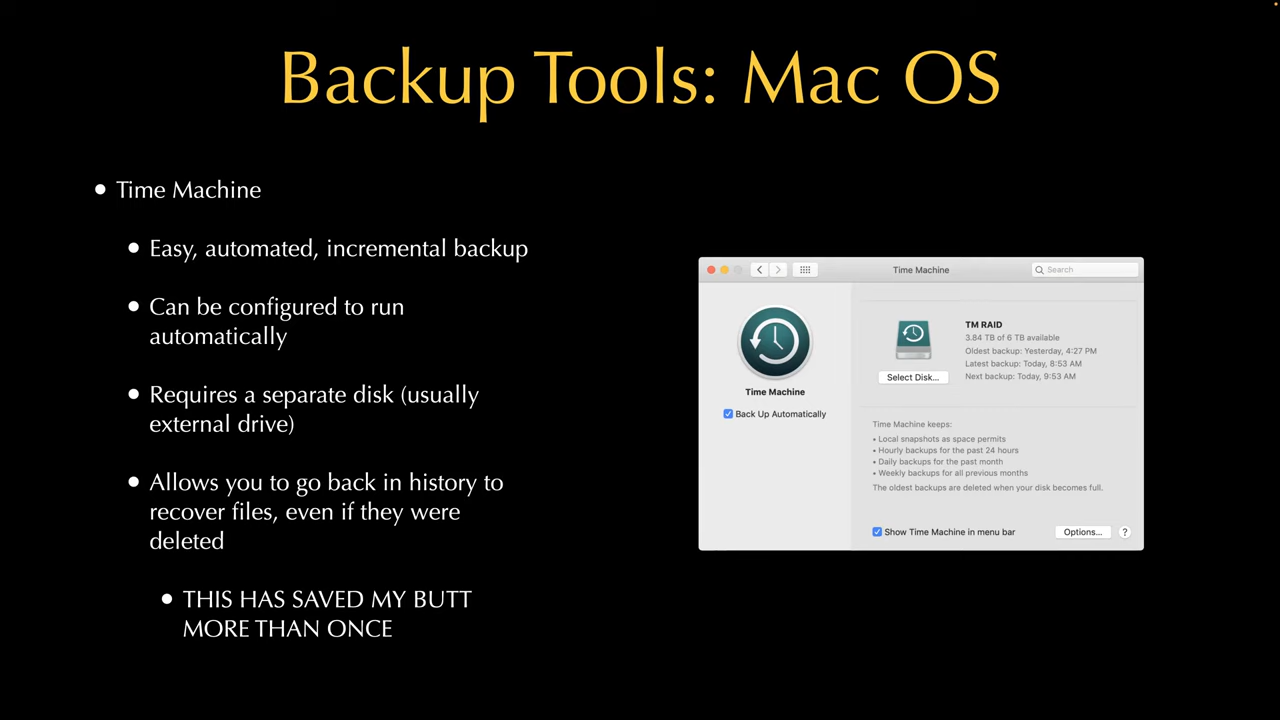 Backup Tools: Mac OS
• Time Machine
• Easy, automated, incremental backup
• Can be configured to run
automatically
• Requires a separate disk (usually
external drive)
• Allows you to go back in history to
recover files, even if they were
deleted
• THIS HAS SAVED MY BUTT
MORE THAN ONCE
Time Machine
Search
Time Machine
Back Up Automatically
TM RAID
3.84 TB of 6 TB available
Oldest backup: Yesterday, 4:27 PM
Latest backup: Today, 8:53 AM
Next backup: Today, 9:53 AM
Select Disk...
Time Machine keeps:
• Local snapshots as space permits
• Hourly backups for the past 24 hours
• Daily backups for the past month
• Weekly backups for all previous months
The oldest backups are deleted when your disk becomes full.
Show Time Machine in menu bar
Options...
?